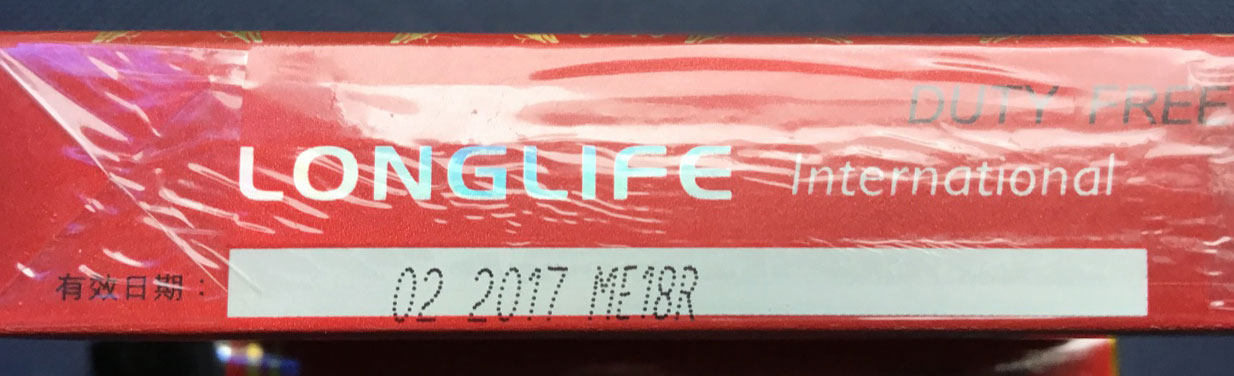 DUTY FREE
LONGLIFE International
有效日期：
02 2017 ME18R